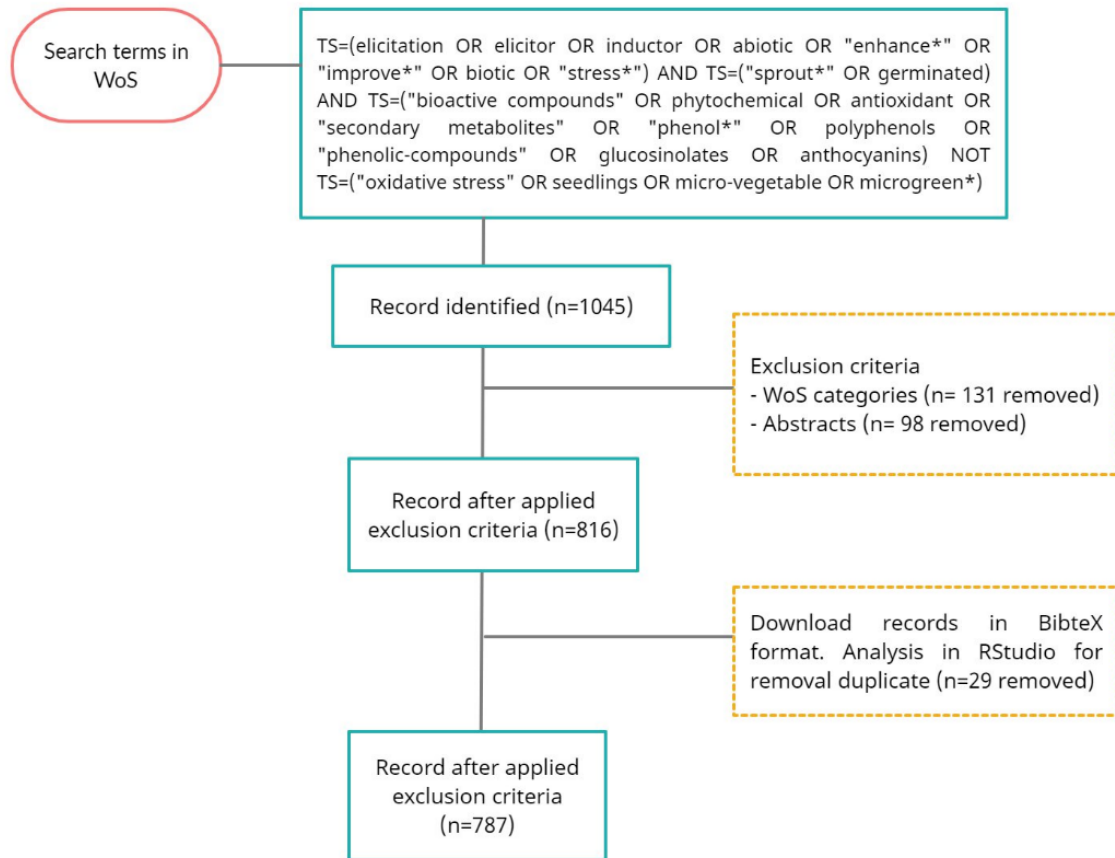 Search terms in
WoS
TS=(elicitation OR elicitor OR inductor OR abiotic OR "enhance*" OR
"improve*" OR biotic OR "stress*") AND TS=("sprout*" OR germinated)
AND TS=("bioactive compounds" OR phytochemical OR antioxidant OR
"secondary metabolites" OR "phenol*" OR polyphenols OR
"phenolic-compounds" OR glucosinolates OR anthocyanins) NOT
TS=("oxidative stress" OR seedlings OR micro-vegetable OR microgreen*)
Record identified (n=1045)
Exclusion criteria
- WoS categories (n= 131 removed)
- Abstracts (n= 98 removed)
Record after applied
exclusion criteria (n=816)
Download records in BibteX
format. Analysis in RStudio for
removal duplicate (n=29 removed)
Record after applied
exclusion criteria
(n=787)